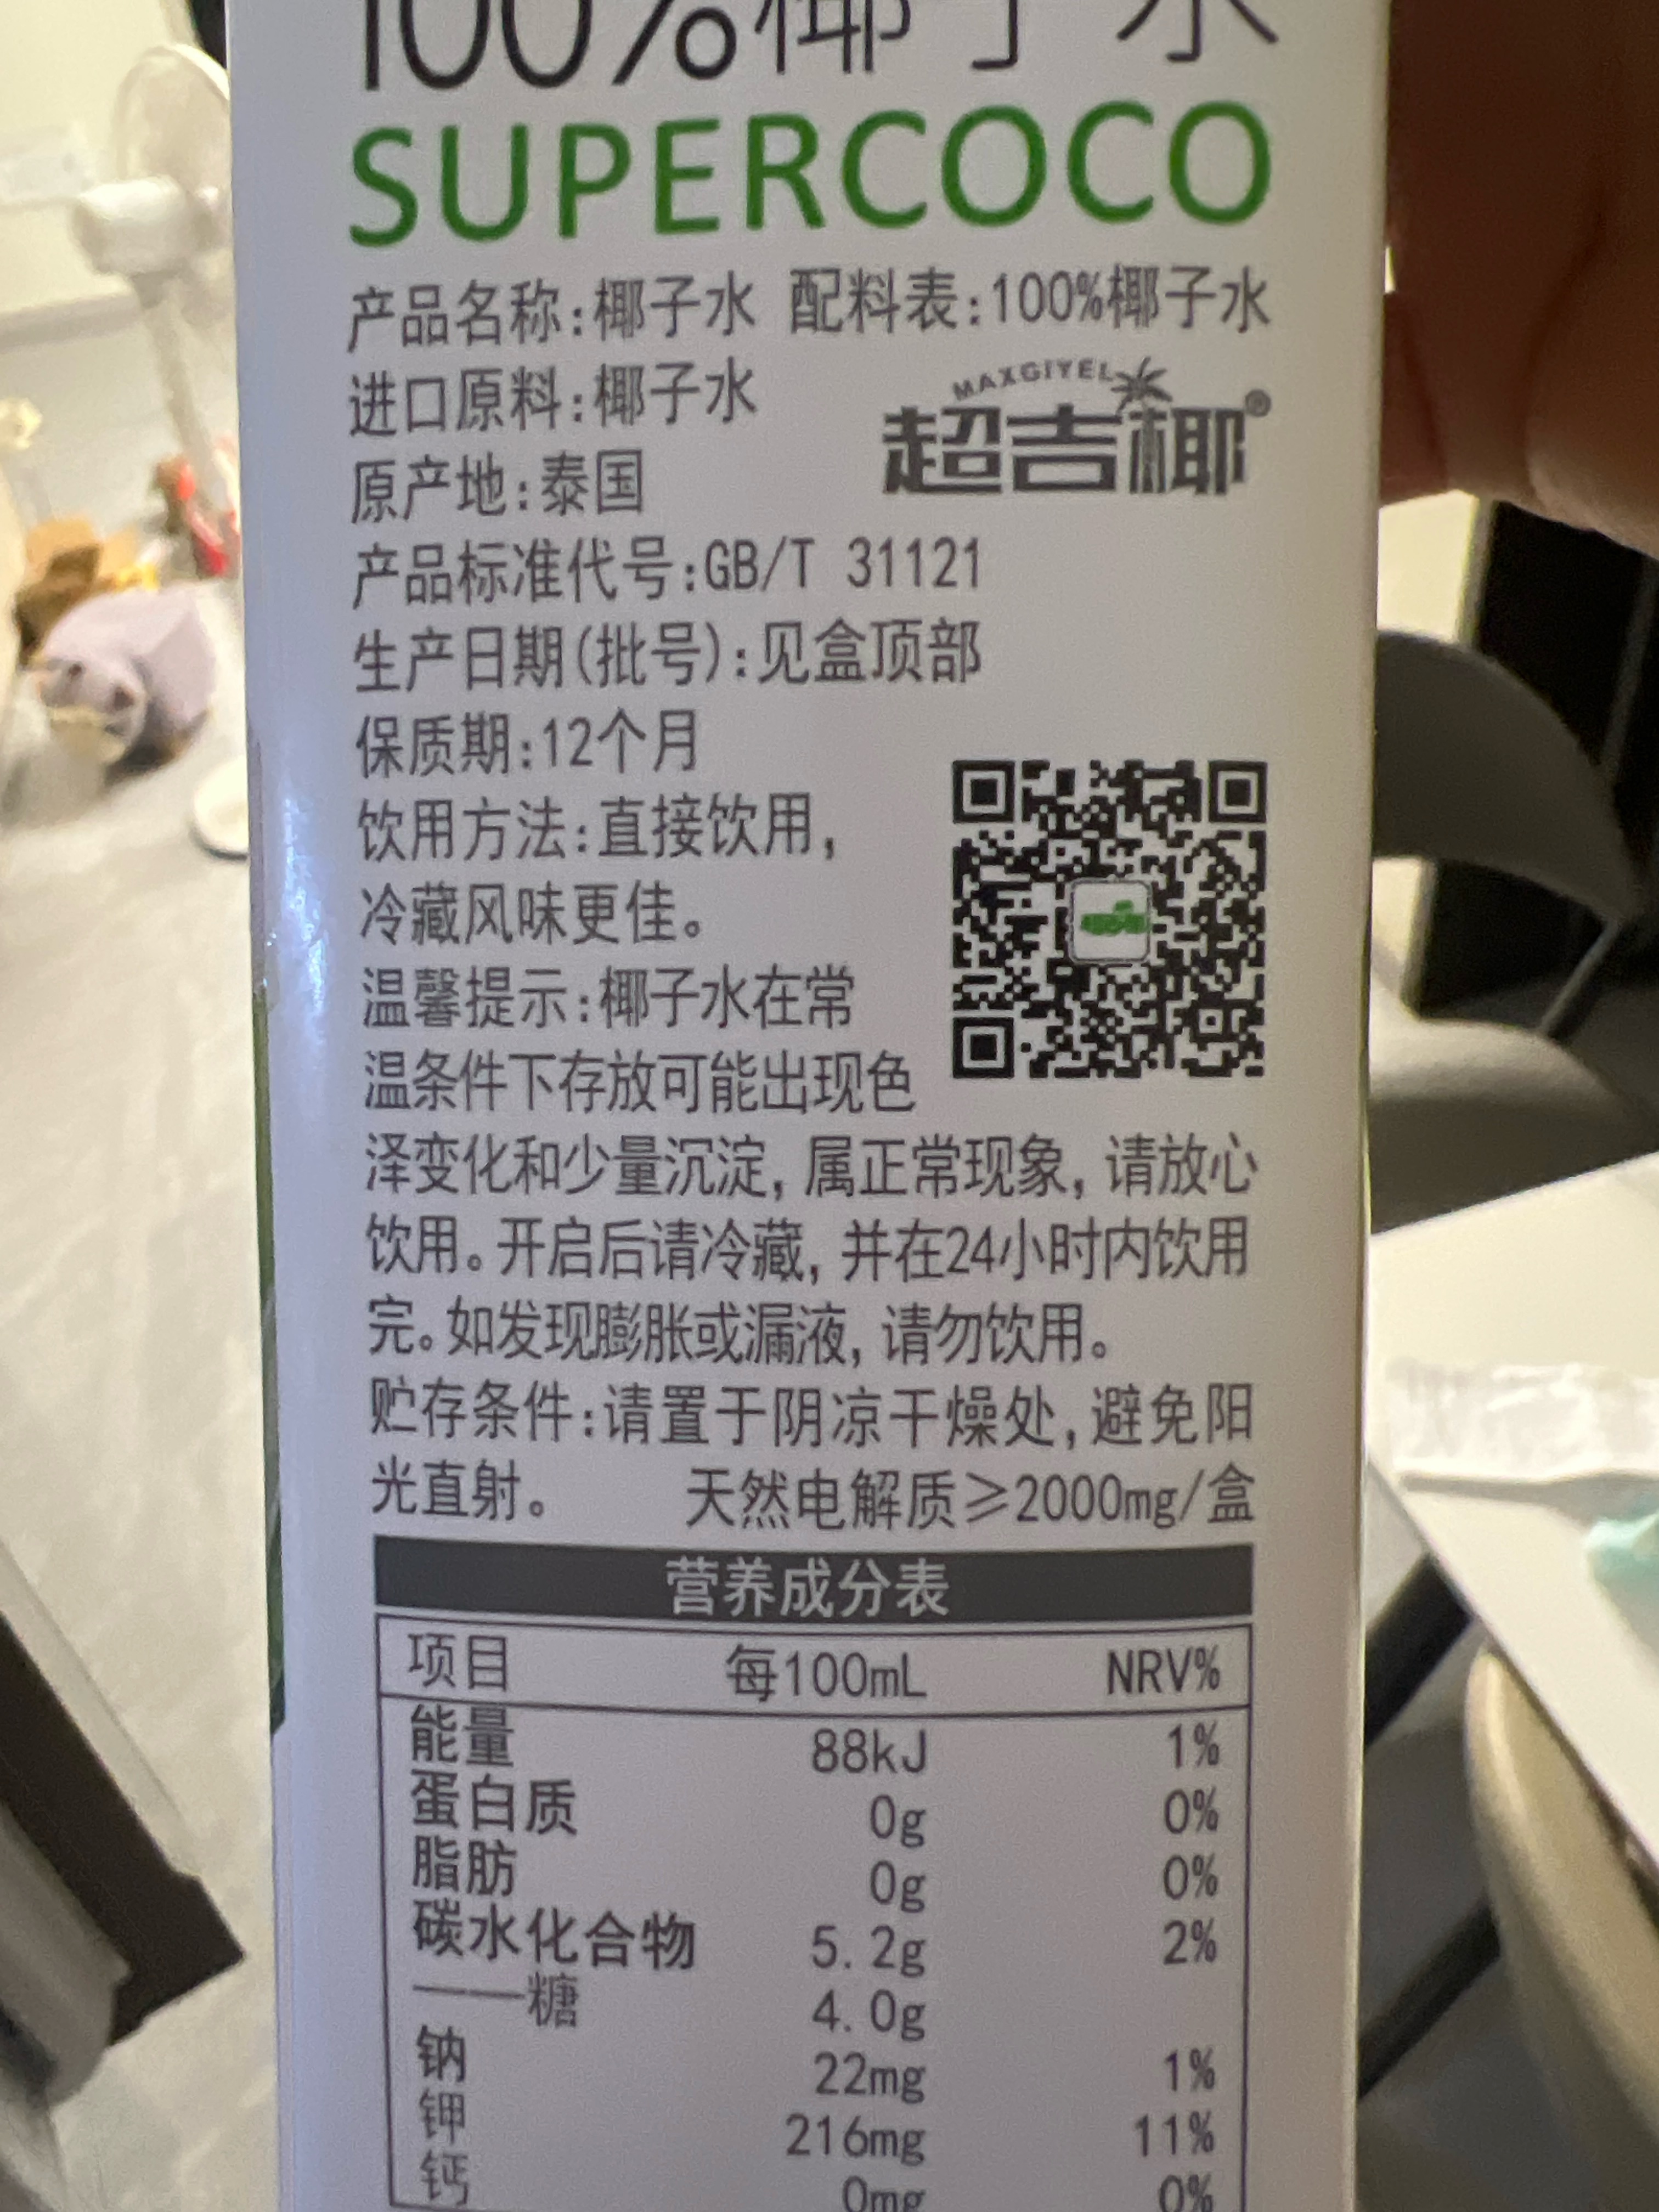 100%椰子水
SUPERCOCO
产品名称:椰子水 配料表:100%椰子水
进口原料:椰子水
MAXGIYEL
超吉椰®
原产地:泰国
产品标准代号:GB/T 31121
生产日期(批号):见盒顶部
保质期:12个月
饮用方法:直接饮用,
冷藏风味更佳。
温馨提示:椰子水在常
温条件下存放可能出现色
泽变化和少量沉淀,属正常现象,请放心
饮用。开启后请冷藏,并在24小时内饮用
完。如发现膨胀或漏液,请勿饮用。
贮存条件:请置于阴凉干燥处,避免阳
光直射。 天然电解质≥2000mg/盒
营养成分表
项目 每100mL NRV%
能量 88kJ 1%
蛋白质 0g 0%
脂肪 0g 0%
碳水化合物 5.2g 2%
——糖 4.0g
钠 22mg 1%
钾 216mg 11%
钙 0mg 0%